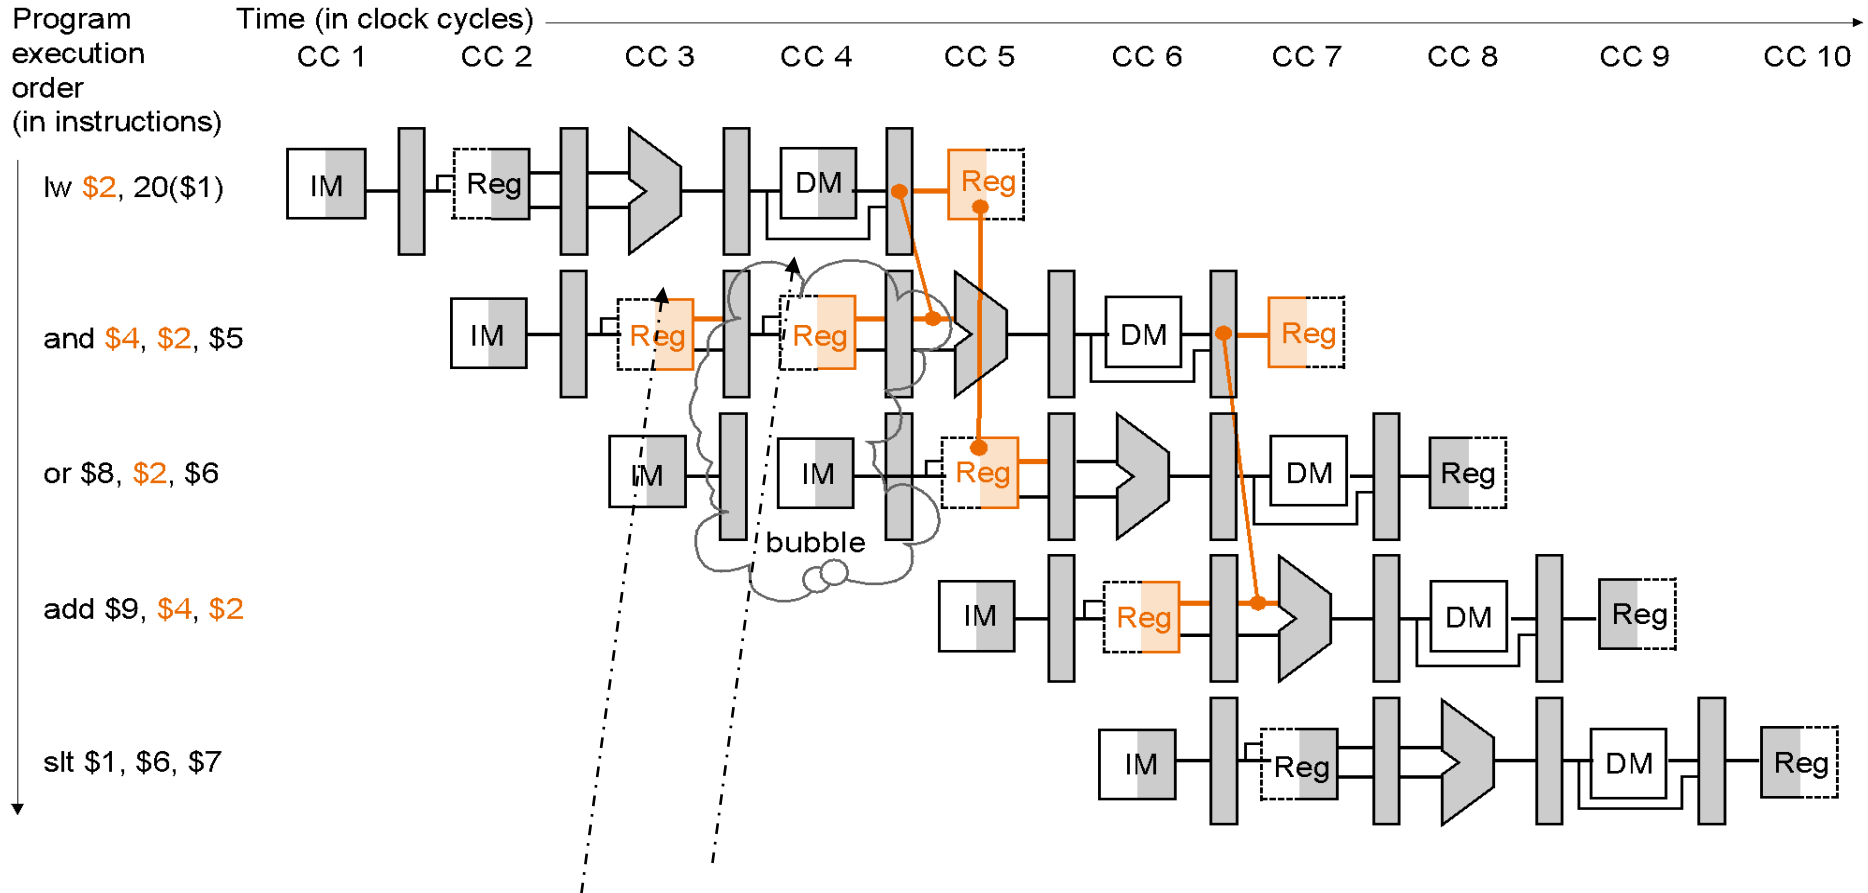 Program
execution
order
(in instructions)
Time (in clock cycles)
CC 1 CC 2 CC 3 CC 4 CC 5 CC 6 CC 7 CC 8 CC 9 CC 10
lw $2, 20($1)
IM Reg DM Reg
and $4, $2, $5
IM Reg Reg DM Reg
or $8, $2, $6
IM IM Reg DM Reg
bubble
add $9, $4, $2
IM Reg DM Reg
slt $1, $6, $7
IM Reg DM Reg